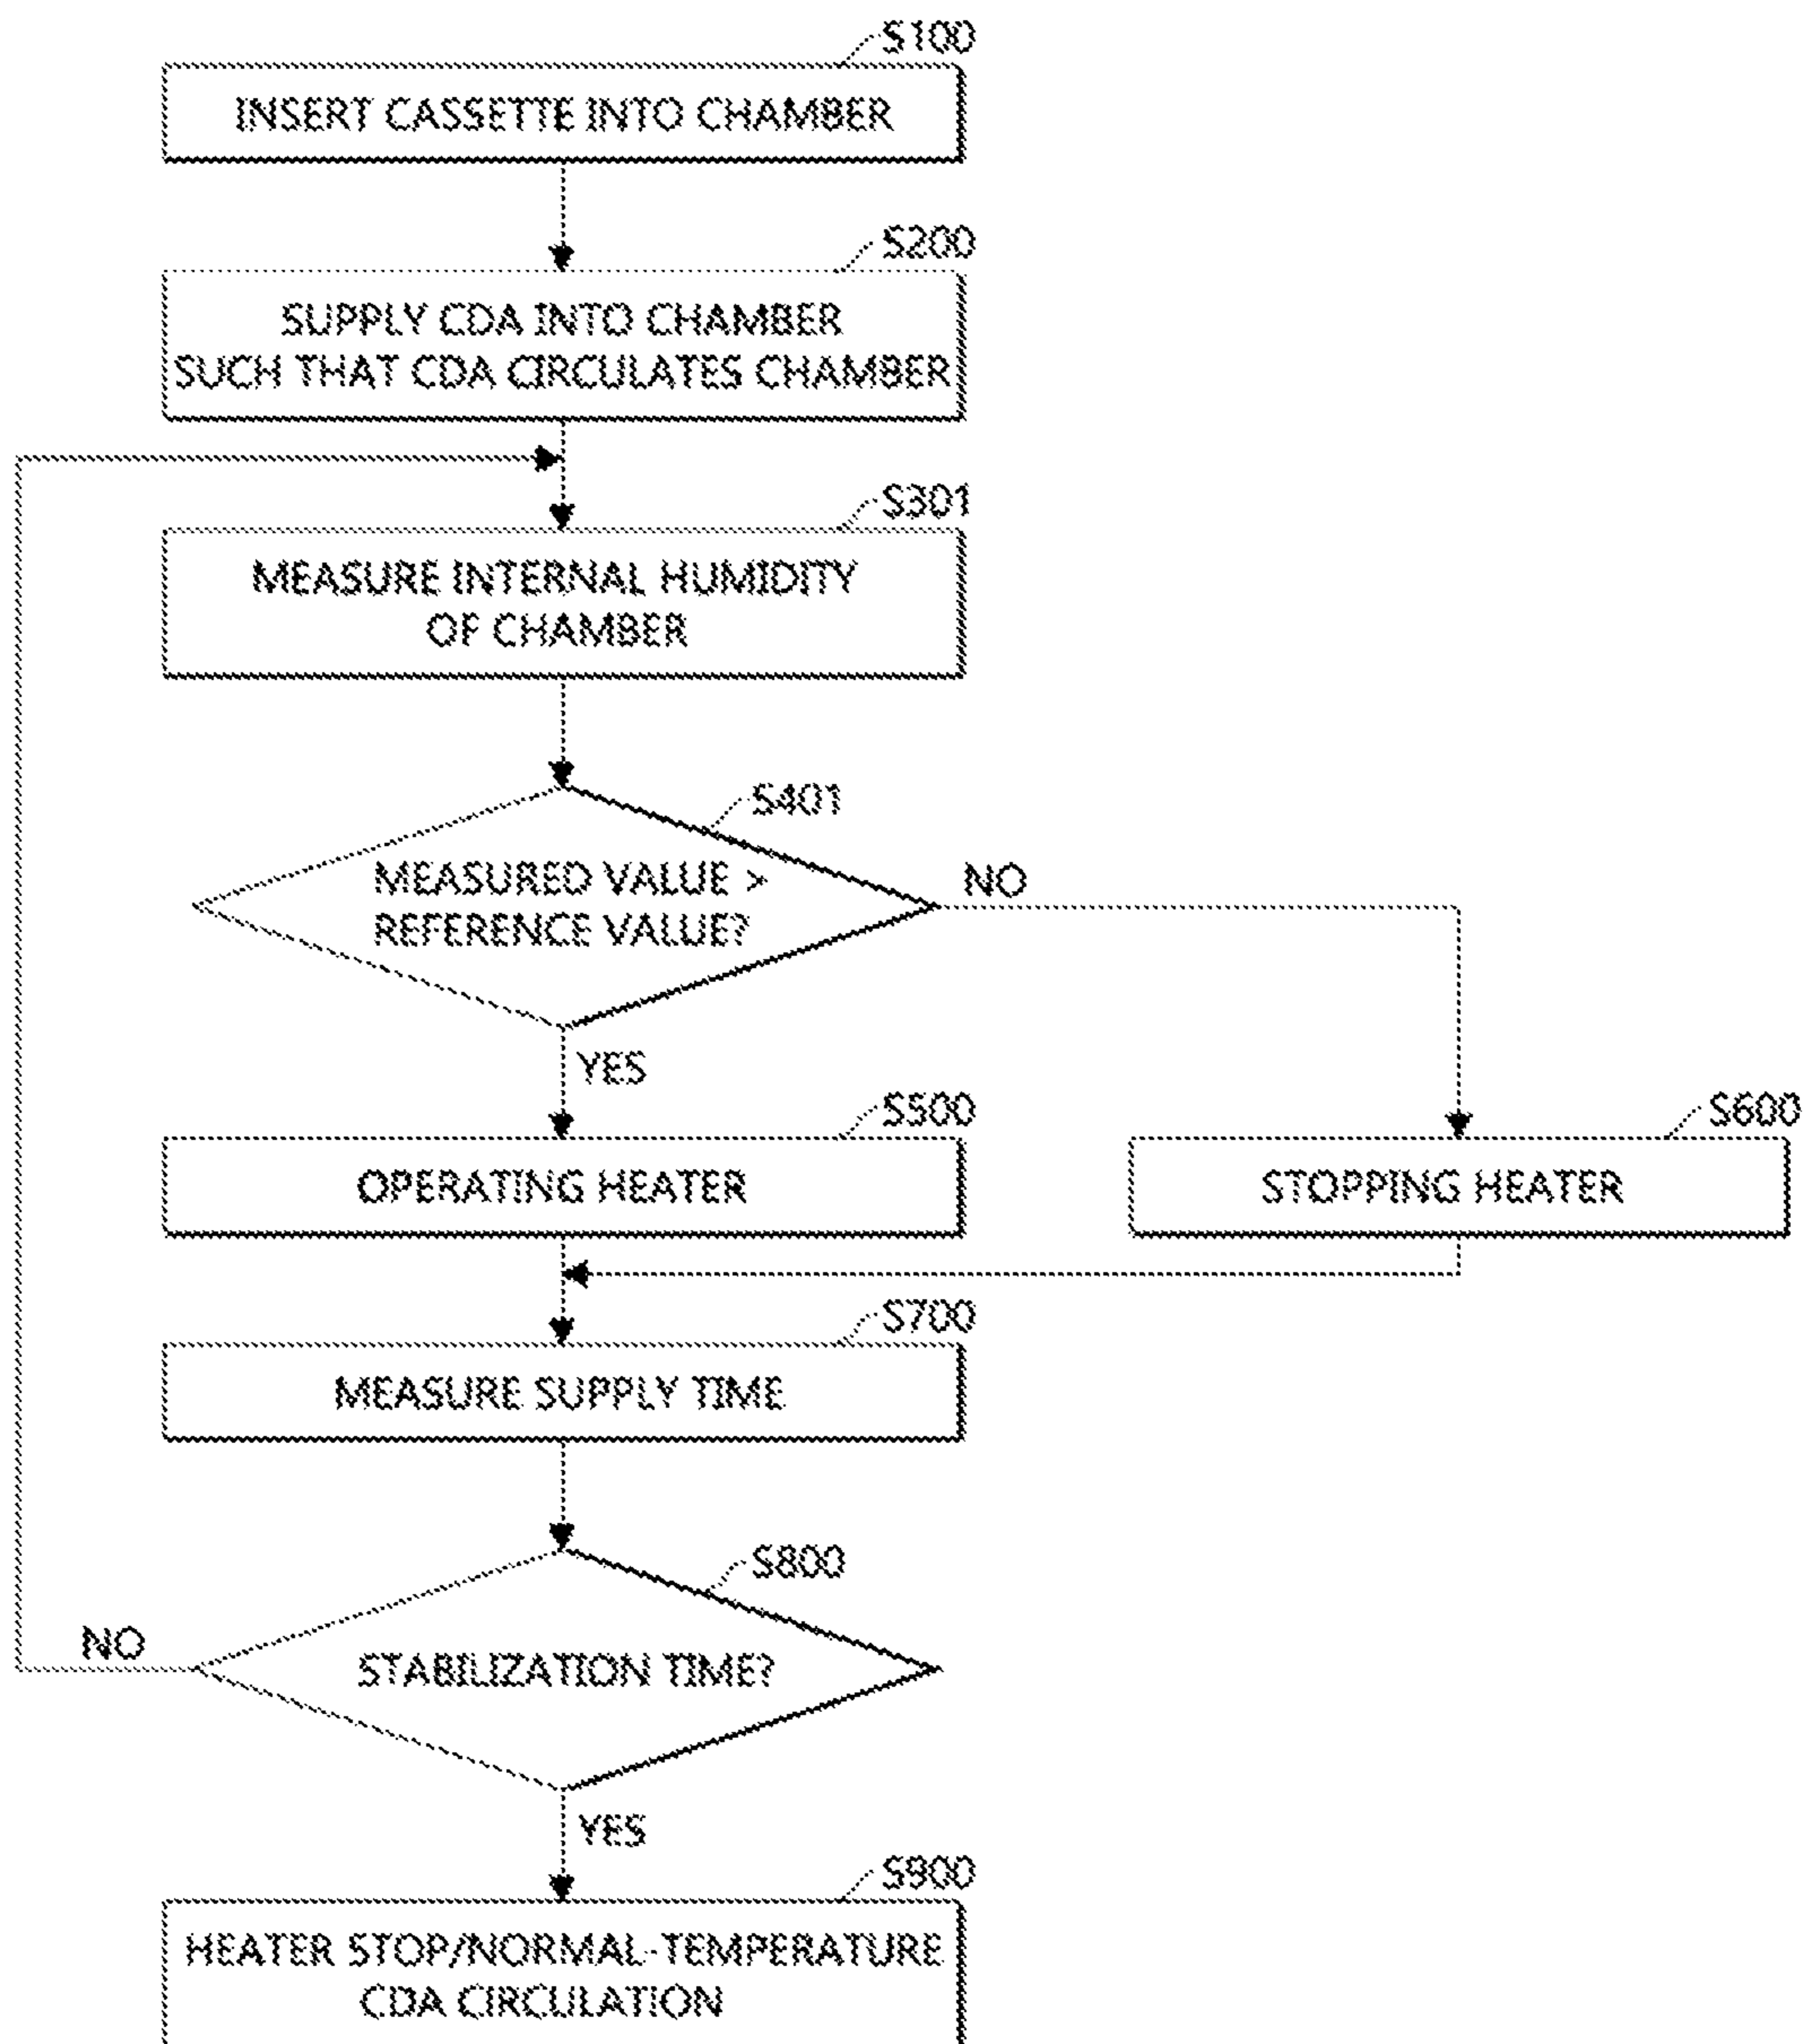 S100
INSERT CASSETTE INTO CHAMBER
S200
SUPPLY CDA INTO CHAMBER
SUCH THAT CDA CIRCULATES CHAMBER
S301
MEASURE INTERNAL HUMIDITY
OF CHAMBER
S401
MEASURED VALUE >
REFERENCE VALUE?
NO
YES
S500
OPERATING HEATER
S600
STOPPING HEATER
S700
MEASURE SUPPLY TIME
S800
STABILIZATION TIME?
NO
YES
S900
HEATER STOP/NORMAL-TEMPERATURE
CDA CIRCULATION